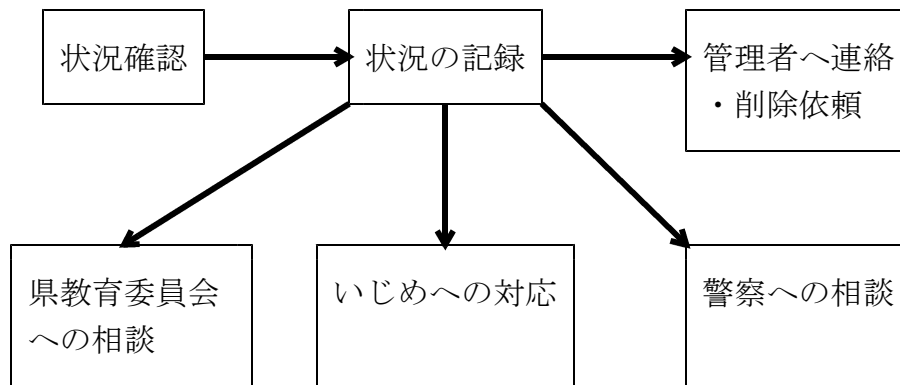 状況確認
状況の記録
管理者へ連絡
・削除依頼
県教育委員会
への相談
いじめへの対応
警察への相談